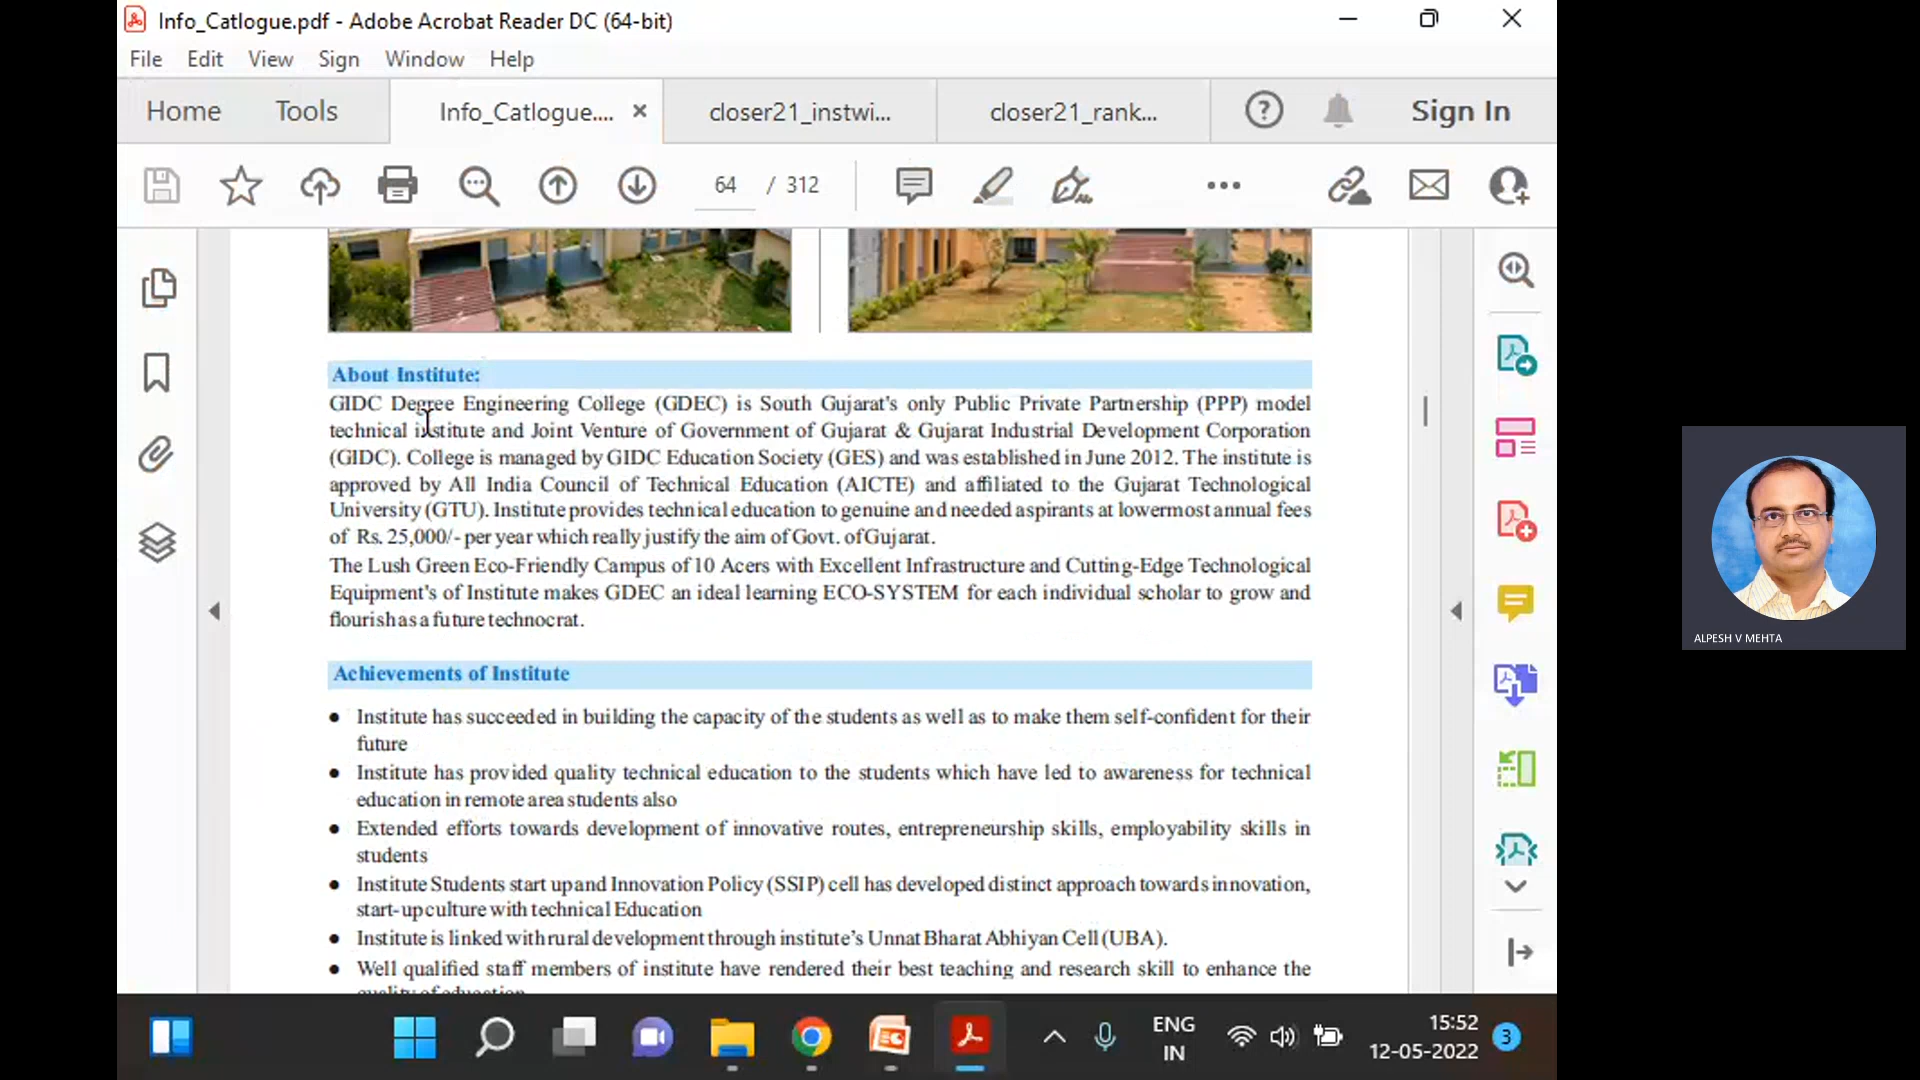 Info_Catlogue.pdf - Adobe Acrobat Reader DC (64-bit)
File Edit View Sign Window Help
Home Tools Info_Catlogue.... closer21_instwi... closer21_rank... Sign In
64 / 312
About Institute:
GIDC Degree Engineering College (GDEC) is South Gujarat's only Public Private Partnership (PPP) model
technical institute and Joint Venture of Government of Gujarat & Gujarat Industrial Development Corporation
(GIDC). College is managed by GIDC Education Society (GES) and was established in June 2012. The institute is
approved by All India Council of Technical Education (AICTE) and affiliated to the Gujarat Technological
University (GTU). Institute provides technical education to genuine and needed aspirants at lowermost annual fees
of Rs. 25,000/- per year which really justify the aim of Govt. of Gujarat.
The Lush Green Eco-Friendly Campus of 10 Acers with Excellent Infrastructure and Cutting-Edge Technological
Equipment's of Institute makes GDEC an ideal learning ECO-SYSTEM for each individual scholar to grow and
flourish as a future technocrat.
Achievements of Institute
● Institute has succeeded in building the capacity of the students as well as to make them self-confident for their
future
● Institute has provided quality technical education to the students which have led to awareness for technical
education in remote area students also
● Extended efforts towards development of innovative routes, entrepreneurship skills, employability skills in
students
● Institute Students start up and Innovation Policy (SSIP) cell has developed distinct approach towards innovation,
start-up culture with technical Education
● Institute is linked with rural development through institute's Unnat Bharat Abhiyan Cell (UBA).
● Well qualified staff members of institute have rendered their best teaching and research skill to enhance the
quality of education
ALPESH V MEHTA
ENG
IN
15:52
12-05-2022
3